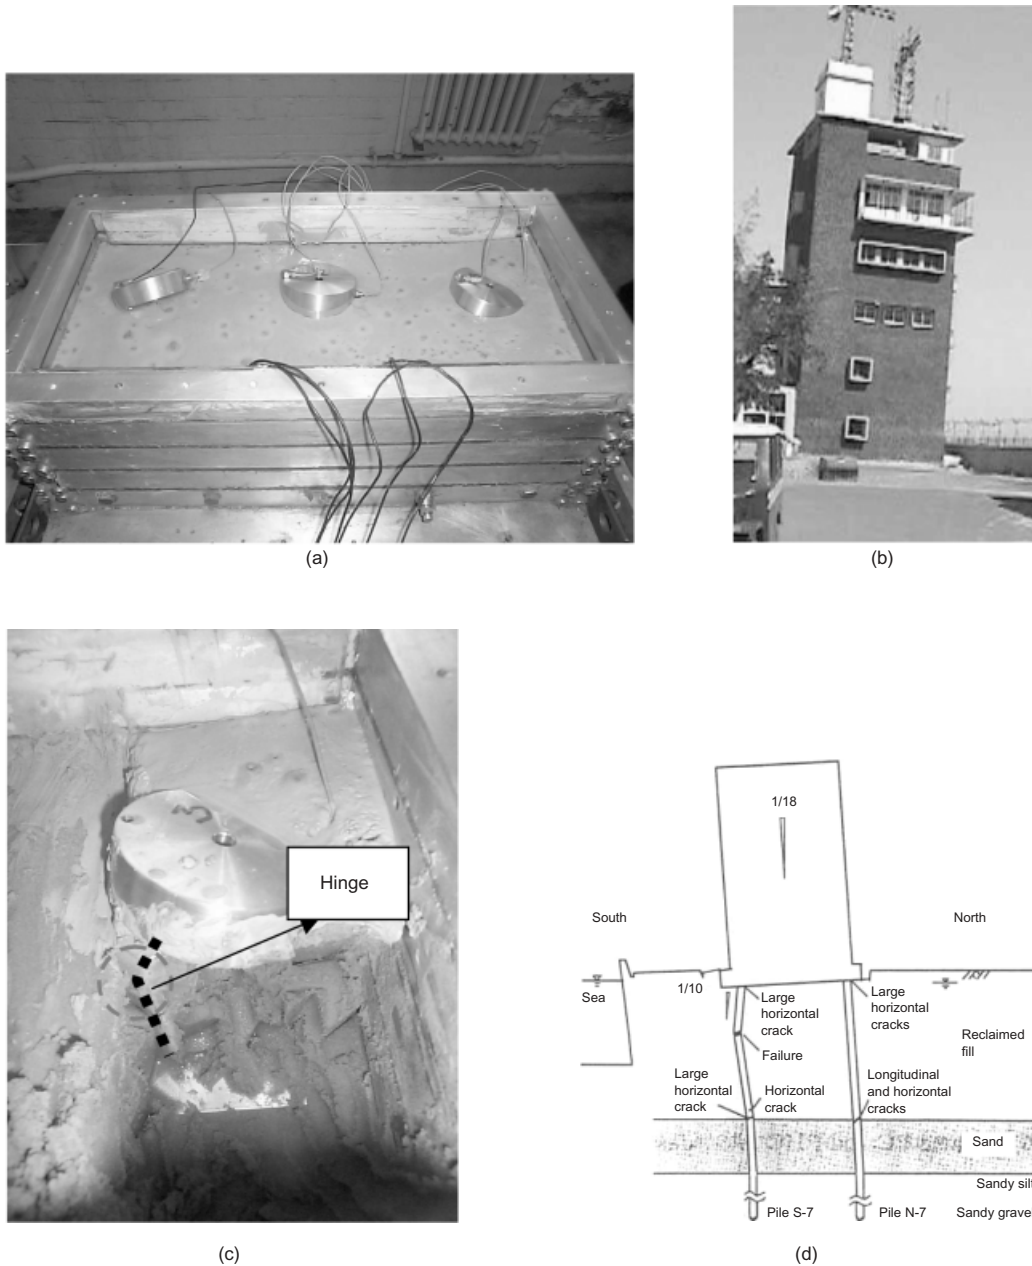 (a)
(b)
3
Hinge
(c)
1/18
South
North
Sea
1/10
Large
horizontal
crack
Large
horizontal
cracks
Failure
Reclaimed
fill
Large
horizontal
crack
Horizontal
crack
Longitudinal
and horizontal
cracks
Sand
Sandy silt
Pile S-7
Pile N-7
Sandy grave
(d)